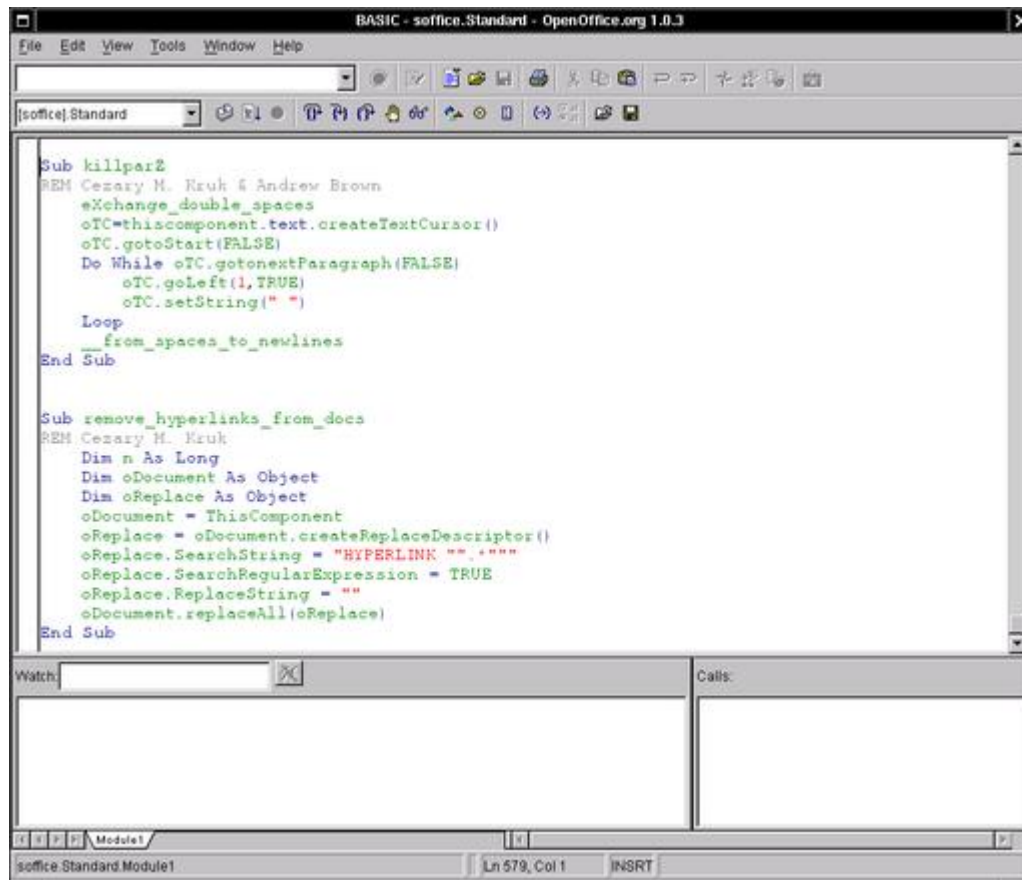 BASIC - soffice.Standard - OpenOffice.org 1.0.3
File Edit View Tools Window Help
[soffice].Standard
Sub killpar2
REM Cezary M. Kruk & Andrew Brown
eXchange_double_spaces
oTC=thiscomponent.text.createTextCursor()
oTC.gotoStart(FALSE)
Do While oTC.gotonextParagraph(FALSE)
oTC.goLeft(1,TRUE)
oTC.setString(" ")
Loop
__from_spaces_to_newlines
End Sub
Sub remove_hyperlinks_from_docs
REM Cezary M. Kruk
Dim n As Long
Dim oDocument As Object
Dim oReplace As Object
oDocument = ThisComponent
oReplace = oDocument.createReplaceDescriptor()
oReplace.SearchString = "HYPERLINK "".*"""
oReplace.SearchRegularExpression = TRUE
oReplace.ReplaceString = ""
oDocument.replaceAll(oReplace)
End Sub
Watch:
Calls:
Module1
soffice.Standard.Module1 Ln 579, Col 1 INSRT